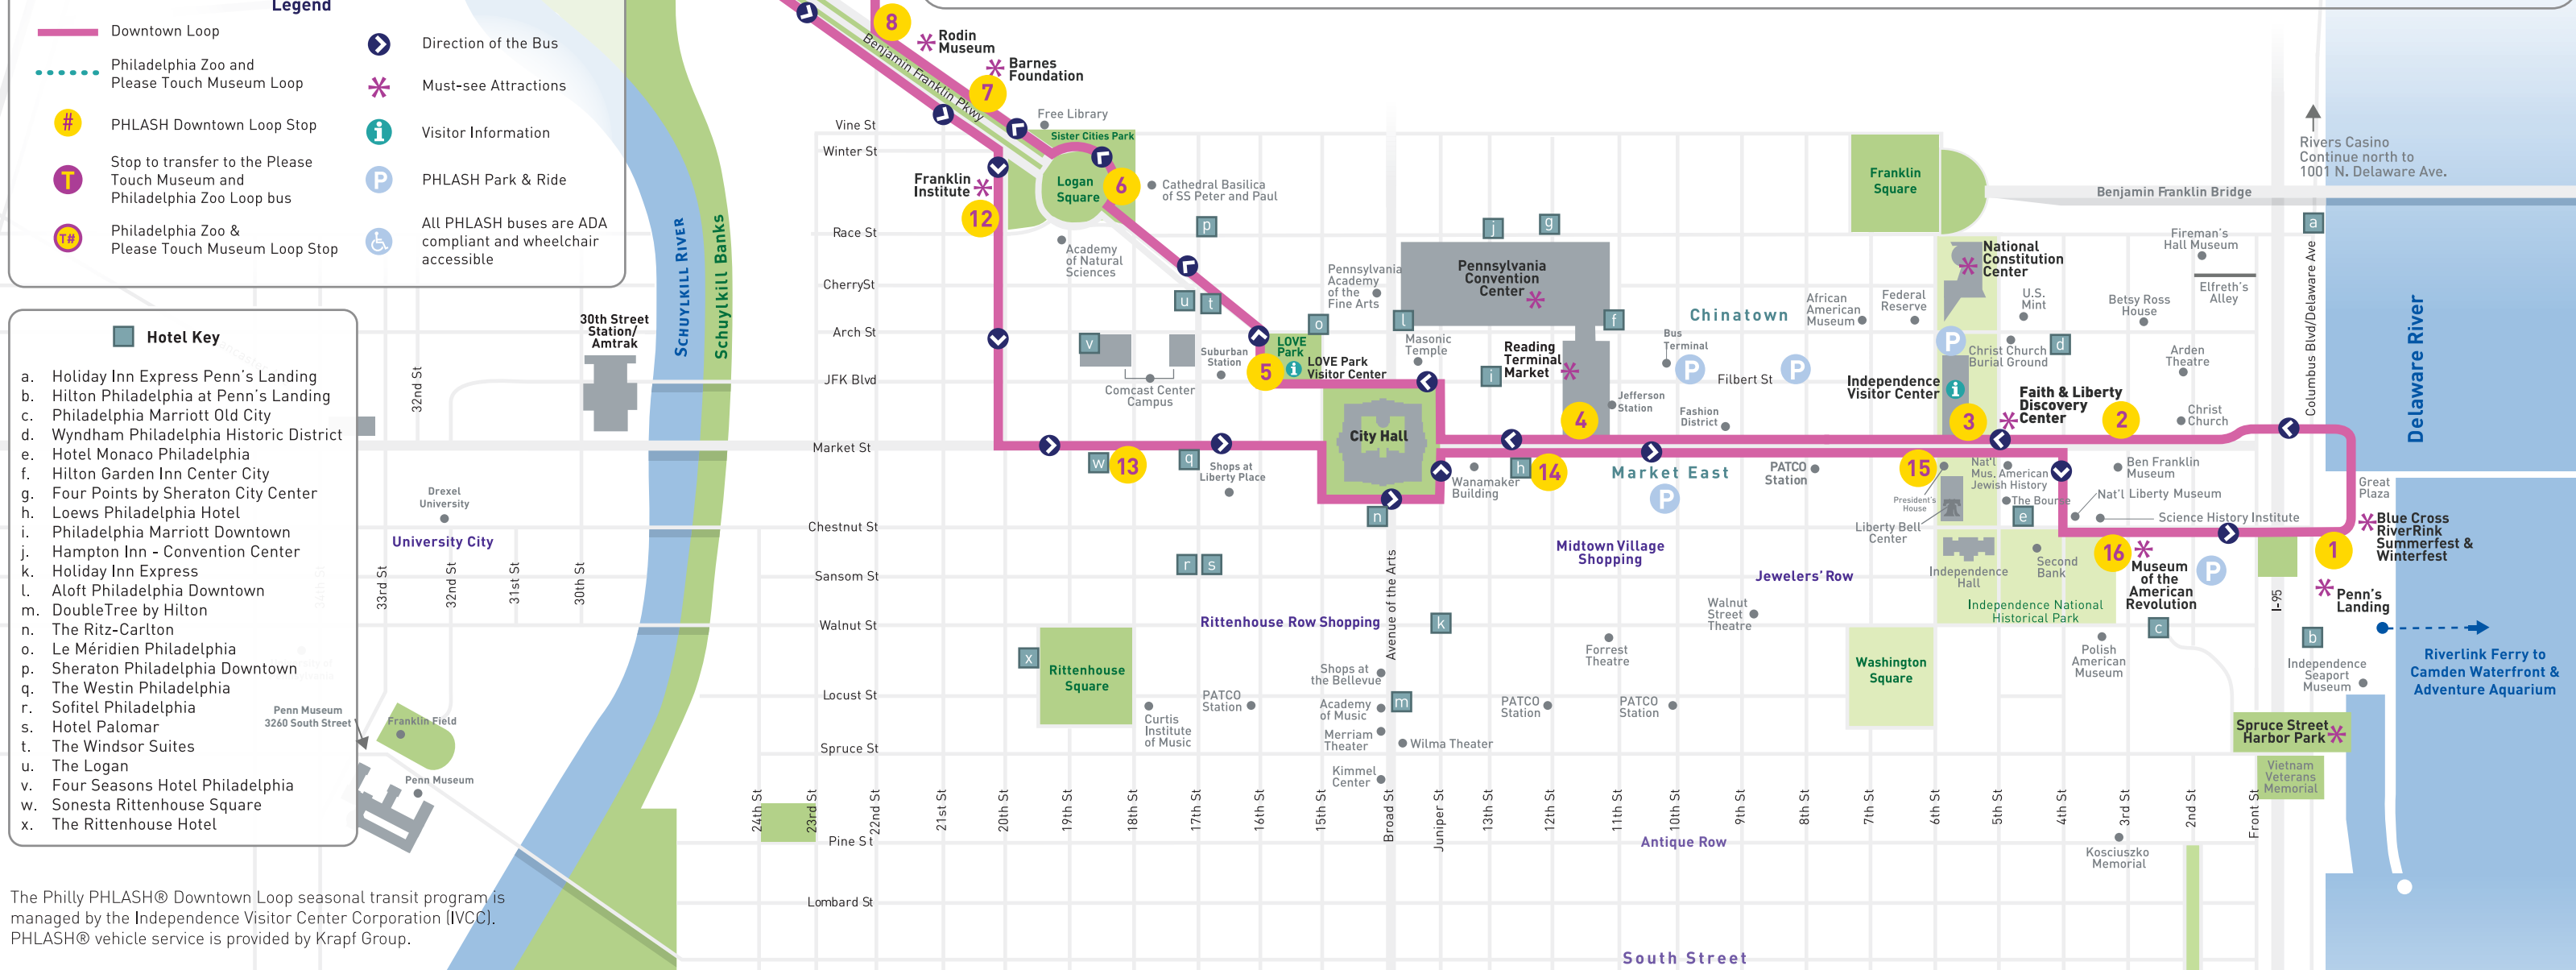 Legend
Downtown Loop
Philadelphia Zoo and
Please Touch Museum Loop
#
PHLASH Downtown Loop Stop
T
Stop to transfer to the Please
Touch Museum and
Philadelphia Zoo Loop bus
T#
Philadelphia Zoo &
Please Touch Museum Loop Stop
Direction of the Bus
Must-see Attractions
i
Visitor Information
P
PHLASH Park & Ride
All PHLASH buses are ADA
compliant and wheelchair
accessible
Hotel Key
a. Holiday Inn Express Penn's Landing
b. Hilton Philadelphia at Penn's Landing
c. Philadelphia Marriott Old City
d. Wyndham Philadelphia Historic District
e. Hotel Monaco Philadelphia
f. Hilton Garden Inn Center City
g. Four Points by Sheraton City Center
h. Loews Philadelphia Hotel
i. Philadelphia Marriott Downtown
j. Hampton Inn - Convention Center
k. Holiday Inn Express
l. Aloft Philadelphia Downtown
m. DoubleTree by Hilton
n. The Ritz-Carlton
o. Le Méridien Philadelphia
p. Sheraton Philadelphia Downtown
q. The Westin Philadelphia
r. Sofitel Philadelphia
s. Hotel Palomar
t. The Windsor Suites
u. The Logan
v. Four Seasons Hotel Philadelphia
w. Sonesta Rittenhouse Square
x. The Rittenhouse Hotel
The Philly PHLASH® Downtown Loop seasonal transit program is
managed by the Independence Visitor Center Corporation (IVCC).
PHLASH® vehicle service is provided by Krapf Group.
30th Street
Station/
Amtrak
32nd St
Drexel
University
University City
34th St
33rd St
32nd St
31st St
30th St
Penn Museum
3260 South Street
Franklin Field
Penn Museum
SCHUYLKILL RIVER
Schuylkill Banks
8
Rodin
Museum
Barnes
Foundation
7
Benjamin Franklin Pkwy
Free Library
Sister Cities Park
Vine St
Winter St
Franklin
Institute
12
Logan
Square
6
Cathedral Basilica
of SS Peter and Paul
p
Race St
Academy
of Natural
Sciences
CherrySt
u
t
Arch St
v
Comcast Center
Campus
Suburban
Station
5
o
LOVE
Park
i
LOVE Park
Visitor Center
JFK Blvd
Market St
w
13
q
Shops at
Liberty Place
City Hall
n
Chestnut St
r
s
Sansom St
Walnut St
Rittenhouse Row Shopping
x
Rittenhouse
Square
Locust St
Curtis
Institute
of Music
PATCO
Station
Spruce St
Pine St
Lombard St
Pennsylvania
Academy
of the
Fine Arts
j
g
Pennsylvania
Convention
Center
l
f
Masonic
Temple
i
Reading
Terminal
Market
4
Chinatown
Bus
Terminal
P
Filbert St
P
Jefferson
Station
Fashion
District
Wanamaker
Building
h
14
Market East
P
PATCO
Station
Midtown Village
Shopping
Jewelers' Row
Avenue of the Arts
k
Walnut
Street
Theatre
Forrest
Theatre
Shops at
the Bellevue
Academy
of Music
m
Merriam
Theater
Wilma Theater
Kimmel
Center
PATCO
Station
PATCO
Station
Antique Row
South Street
24th St
23rd St
22nd St
21st St
20th St
19th St
18th St
17th St
16th St
15th St
Broad St
Juniper St
13th St
12th St
11th St
10th St
9th St
8th St
7th St
6th St
5th St
4th St
3rd St
2nd St
Front St
Franklin
Square
Benjamin Franklin Bridge
Rivers Casino
Continue north to
1001 N. Delaware Ave.
a
National
Constitution
Center
African
American
Museum
Federal
Reserve
U.S.
Mint
Fireman's
Hall Museum
Elfreth's
Alley
Betsy Ross
House
P
Christ Church
Burial Ground
d
Arden
Theatre
Independence
Visitor Center
i
3
Faith & Liberty
Discovery
Center
2
Christ
Church
Columbus Blvd/Delaware Ave
Delaware River
15
President's
House
Liberty Bell
Center
Nat'l
Mus. American
Jewish History
The Bourse
e
Ben Franklin
Museum
Nat'l Liberty Museum
Science History Institute
Great
Plaza
Blue Cross
RiverRink
Summerfest &
Winterfest
1
Independence
Hall
Second
Bank
16
Museum
of the
American
Revolution
P
Independence National
Historical Park
I-95
Penn's
Landing
Washington
Square
Polish
American
Museum
c
b
Independence
Seaport
Museum
Riverlink Ferry to
Camden Waterfront &
Adventure Aquarium
Spruce Street
Harbor Park
Vietnam
Veterans
Memorial
Kosciuszko
Memorial